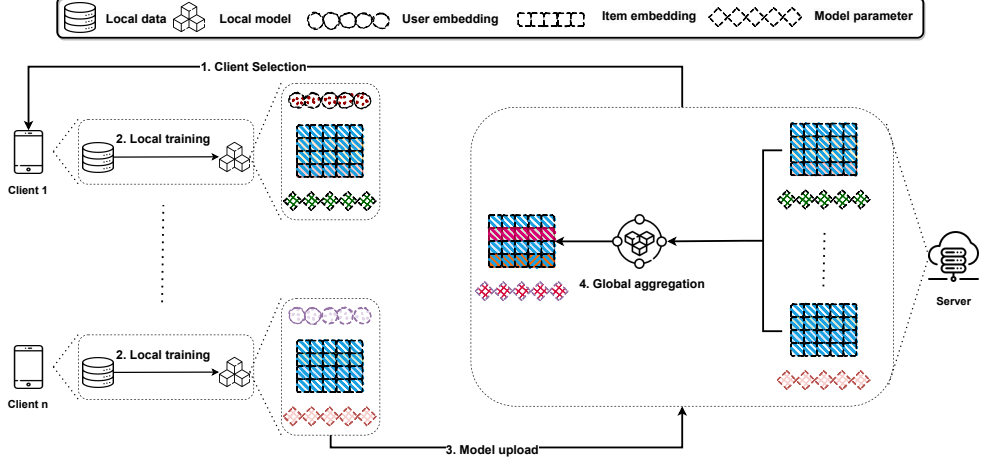 Local data
Local model
User embedding
Item embedding
Model parameter
1. Client Selection
2. Local training
Client 1
4. Global aggregation
Server
2. Local training
Client n
3. Model upload